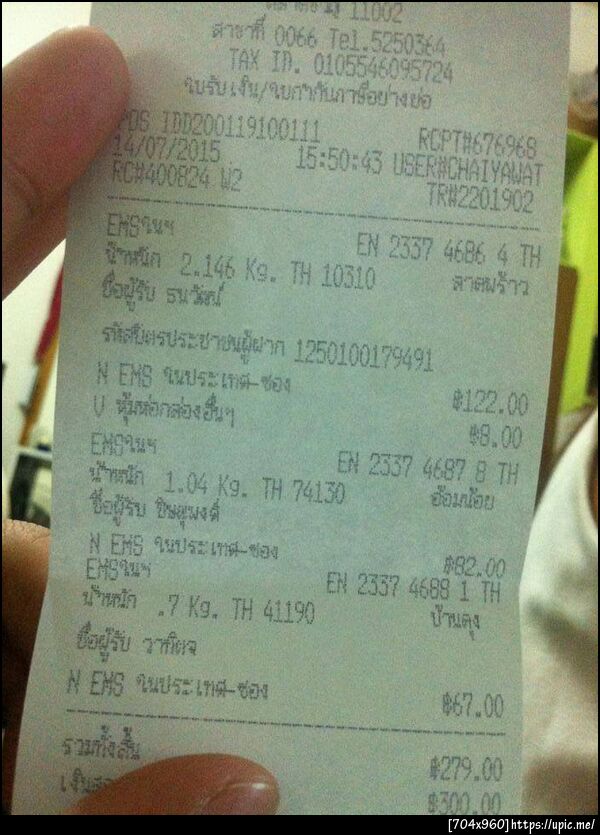 11002
สาขาที่ 0066 Tel.5250364
TAX ID. 0105546095724
ใบรับเงิน/ใบกำกับภาษีอย่างย่อ
POS IDD200119100111 RCPT#676968
14/07/2015 15:50:43 USER#CHAIYAWAT
RC#400824 W2 TR#2201902
EMSในฯ EN 2337 4686 4 TH
น้ำหนัก 2.146 Kg. TH 10310 ลาดพร้าว
ชื่อผู้รับ ธนวัฒน์
รหัสบัตรประชาชนผู้ฝาก 1250100179491
N EMS ในประเทศ-ซอง ฿122.00
V หุ้มห่อกล่องอื่นๆ ฿8.00
EMSในฯ EN 2337 4687 8 TH
น้ำหนัก 1.04 Kg. TH 74130 อ้อมน้อย
ชื่อผู้รับ พิษณุพงศ์
N EMS ในประเทศ-ซอง ฿82.00
EMSในฯ EN 2337 4688 1 TH
น้ำหนัก .7 Kg. TH 41190 บ้านดุง
ชื่อผู้รับ วาทิตจ
N EMS ในประเทศ-ซอง ฿67.00
รวมทั้งสิ้น ฿279.00
เงินสด ฿300.00
[704x960]https://upic.me/